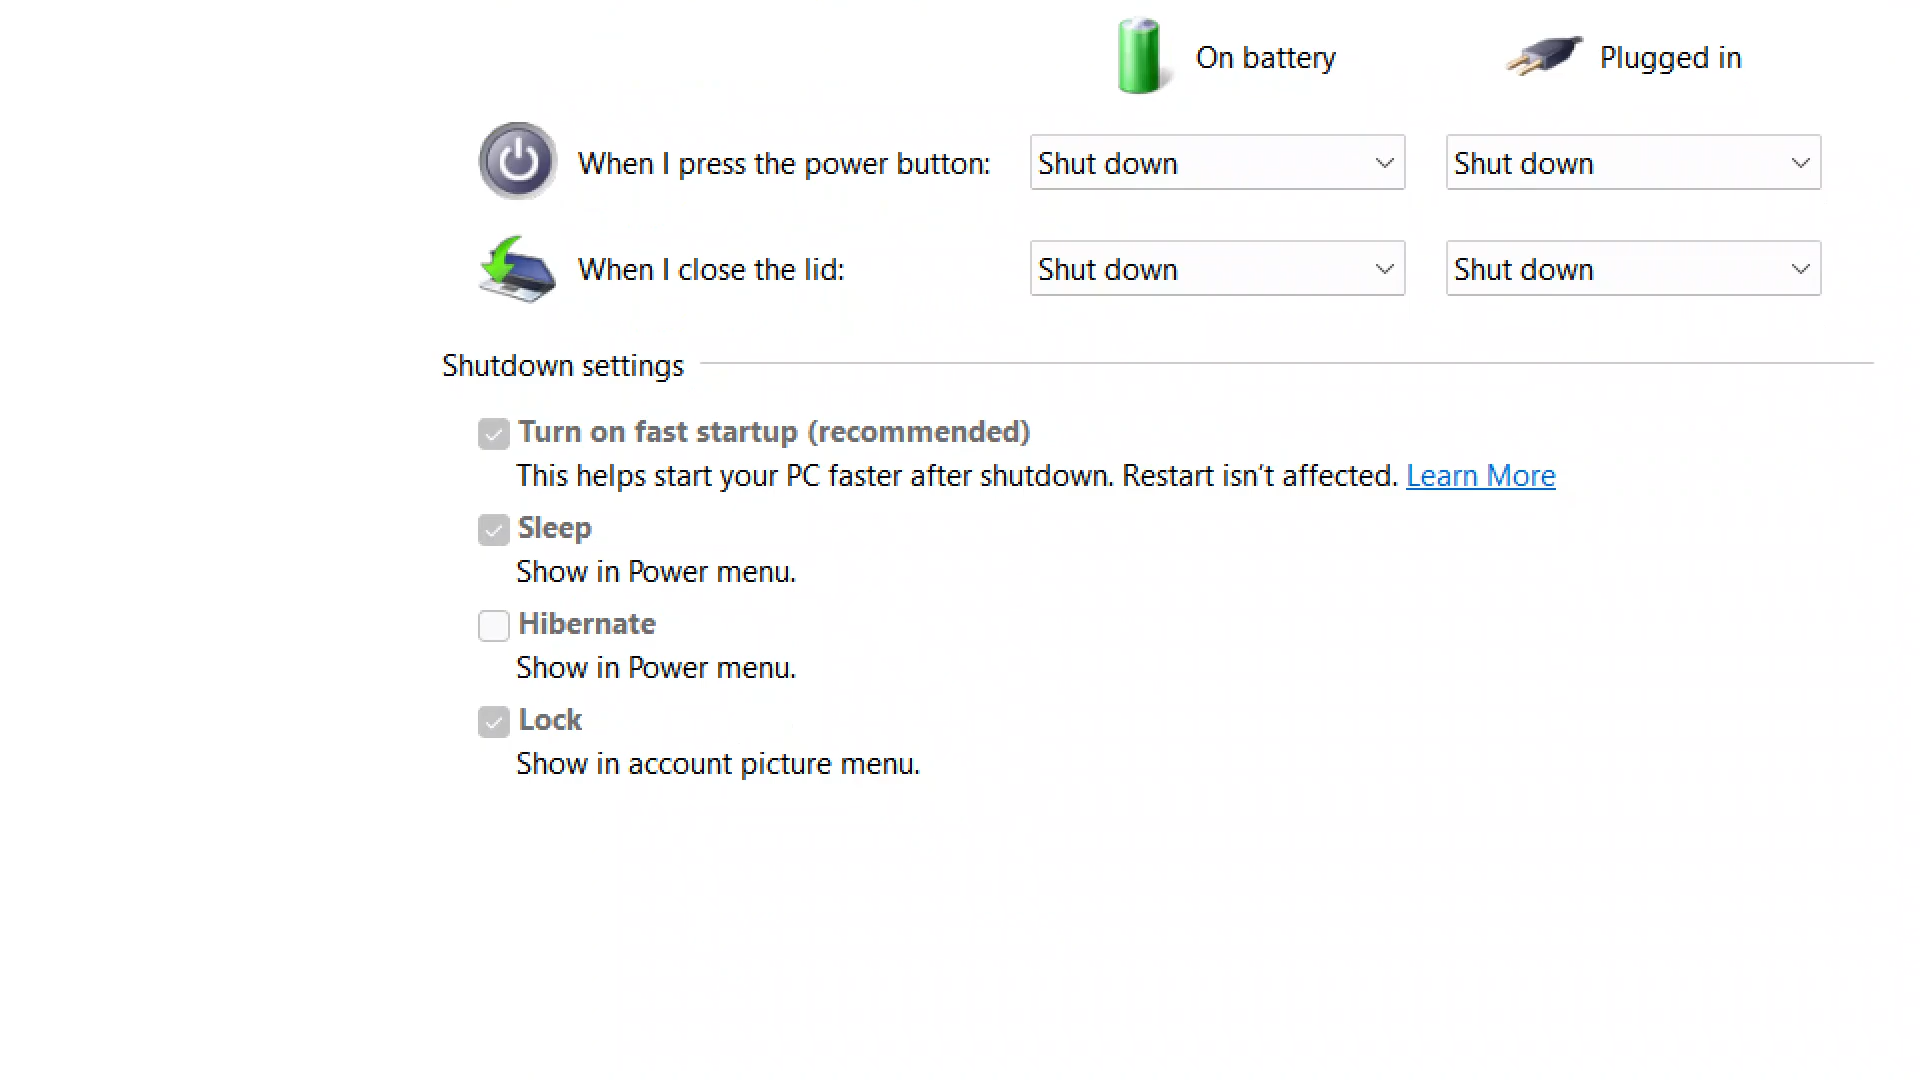 On battery Plugged in
When I press the power button: Shut down Shut down
When I close the lid: Shut down Shut down
Shutdown settings
Turn on fast startup (recommended)
This helps start your PC faster after shutdown. Restart isn't affected. Learn More
Sleep
Show in Power menu.
Hibernate
Show in Power menu.
Lock
Show in account picture menu.